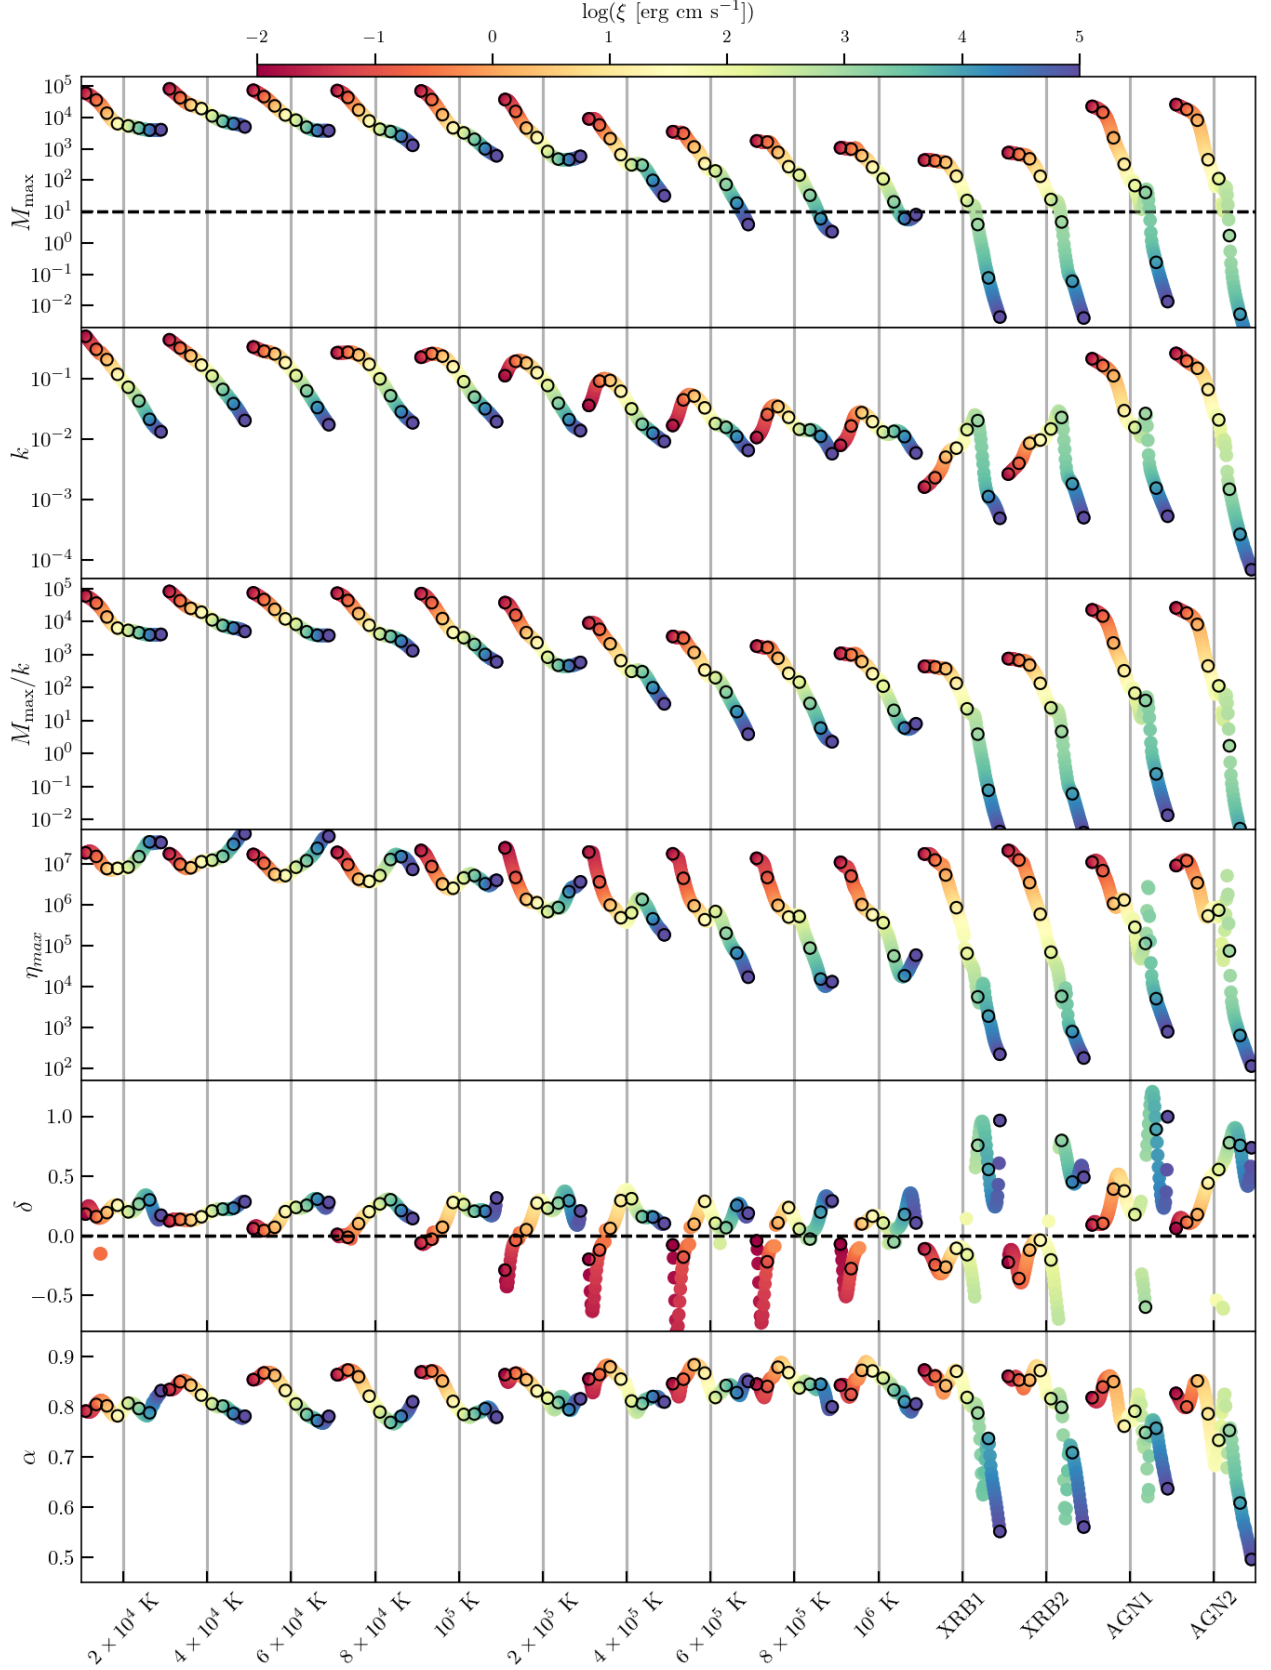 log(ξ [erg cm s⁻¹])
−2 −1 0 1 2 3 4 5
10⁵
10⁴
10³
10²
10¹
10⁰
10⁻¹
10⁻²
M_max
10⁻¹
10⁻²
10⁻³
10⁻⁴
k
10⁵
10⁴
10³
10²
10¹
10⁰
10⁻¹
10⁻²
M_max/k
10⁷
10⁶
10⁵
10⁴
10³
10²
η_max
1.0
0.5
0.0
−0.5
δ
0.9
0.8
0.7
0.6
0.5
α
2 × 10⁴ K
4 × 10⁴ K
6 × 10⁴ K
8 × 10⁴ K
10⁵ K
2 × 10⁵ K
4 × 10⁵ K
6 × 10⁵ K
8 × 10⁵ K
10⁶ K
XRB1
XRB2
AGN1
AGN2